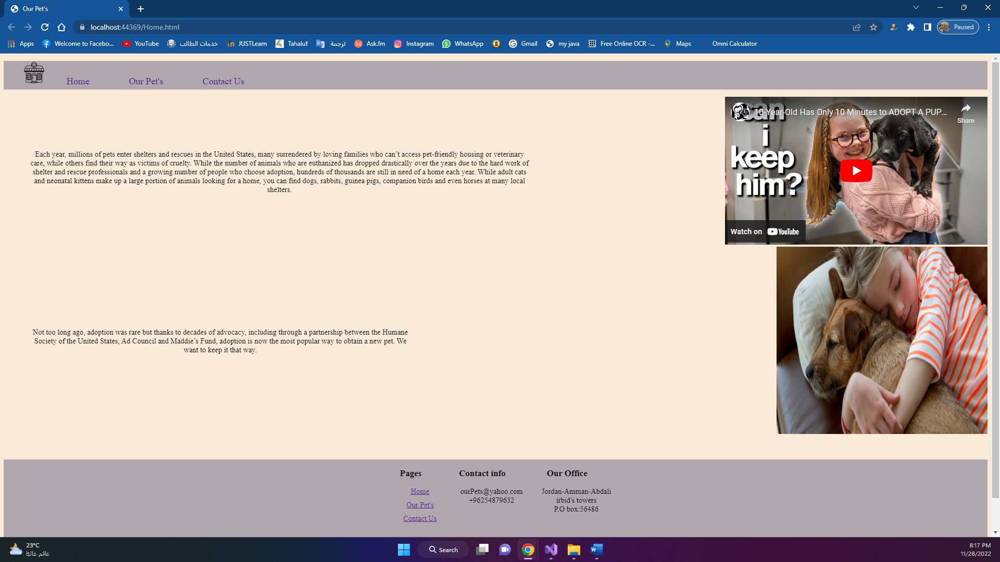 Our Pet's
localhost:44369/Home.html
Paused
Apps
Welcome to Facebo...
YouTube
خدمات الطالب
JUSTLearn
Tahaluf
ترجمة
Ask.fm
Instagram
WhatsApp
Gmail
my java
Free Online OCR -...
Maps
Omni Calculator
Home
Our Pet's
Contact Us
10-Year-Old Has Only 10 Minutes to ADOPT A PUP...
Share
can
i
keep
him?
Watch on YouTube
Each year, millions of pets enter shelters and rescues in the United States, many surrendered by loving families who can’t access pet-friendly housing or veterinary
care, while others find their way as victims of cruelty. While the number of animals who are euthanized has dropped drastically over the years due to the hard work of
shelter and rescue professionals and a growing number of people who choose adoption, hundreds of thousands are still in need of a home each year. While adult cats
and neonatal kittens make up a large portion of animals looking for a home, you can find dogs, rabbits, guinea pigs, companion birds and even horses at many local
shelters.
Not too long ago, adoption was rare but thanks to decades of advocacy, including through a partnership between the Humane
Society of the United States, Ad Council and Maddie’s Fund, adoption is now the most popular way to obtain a new pet. We
want to keep it that way.
Pages
Home
Our Pet's
Contact Us
Contact info
ourPets@yahoo.com
+96254879632
Our Office
Jordan-Amman-Abdali
irbid's towers
P.O box:56486
23°C
غائم غالبًا
Search
8:17 PM
11/28/2022